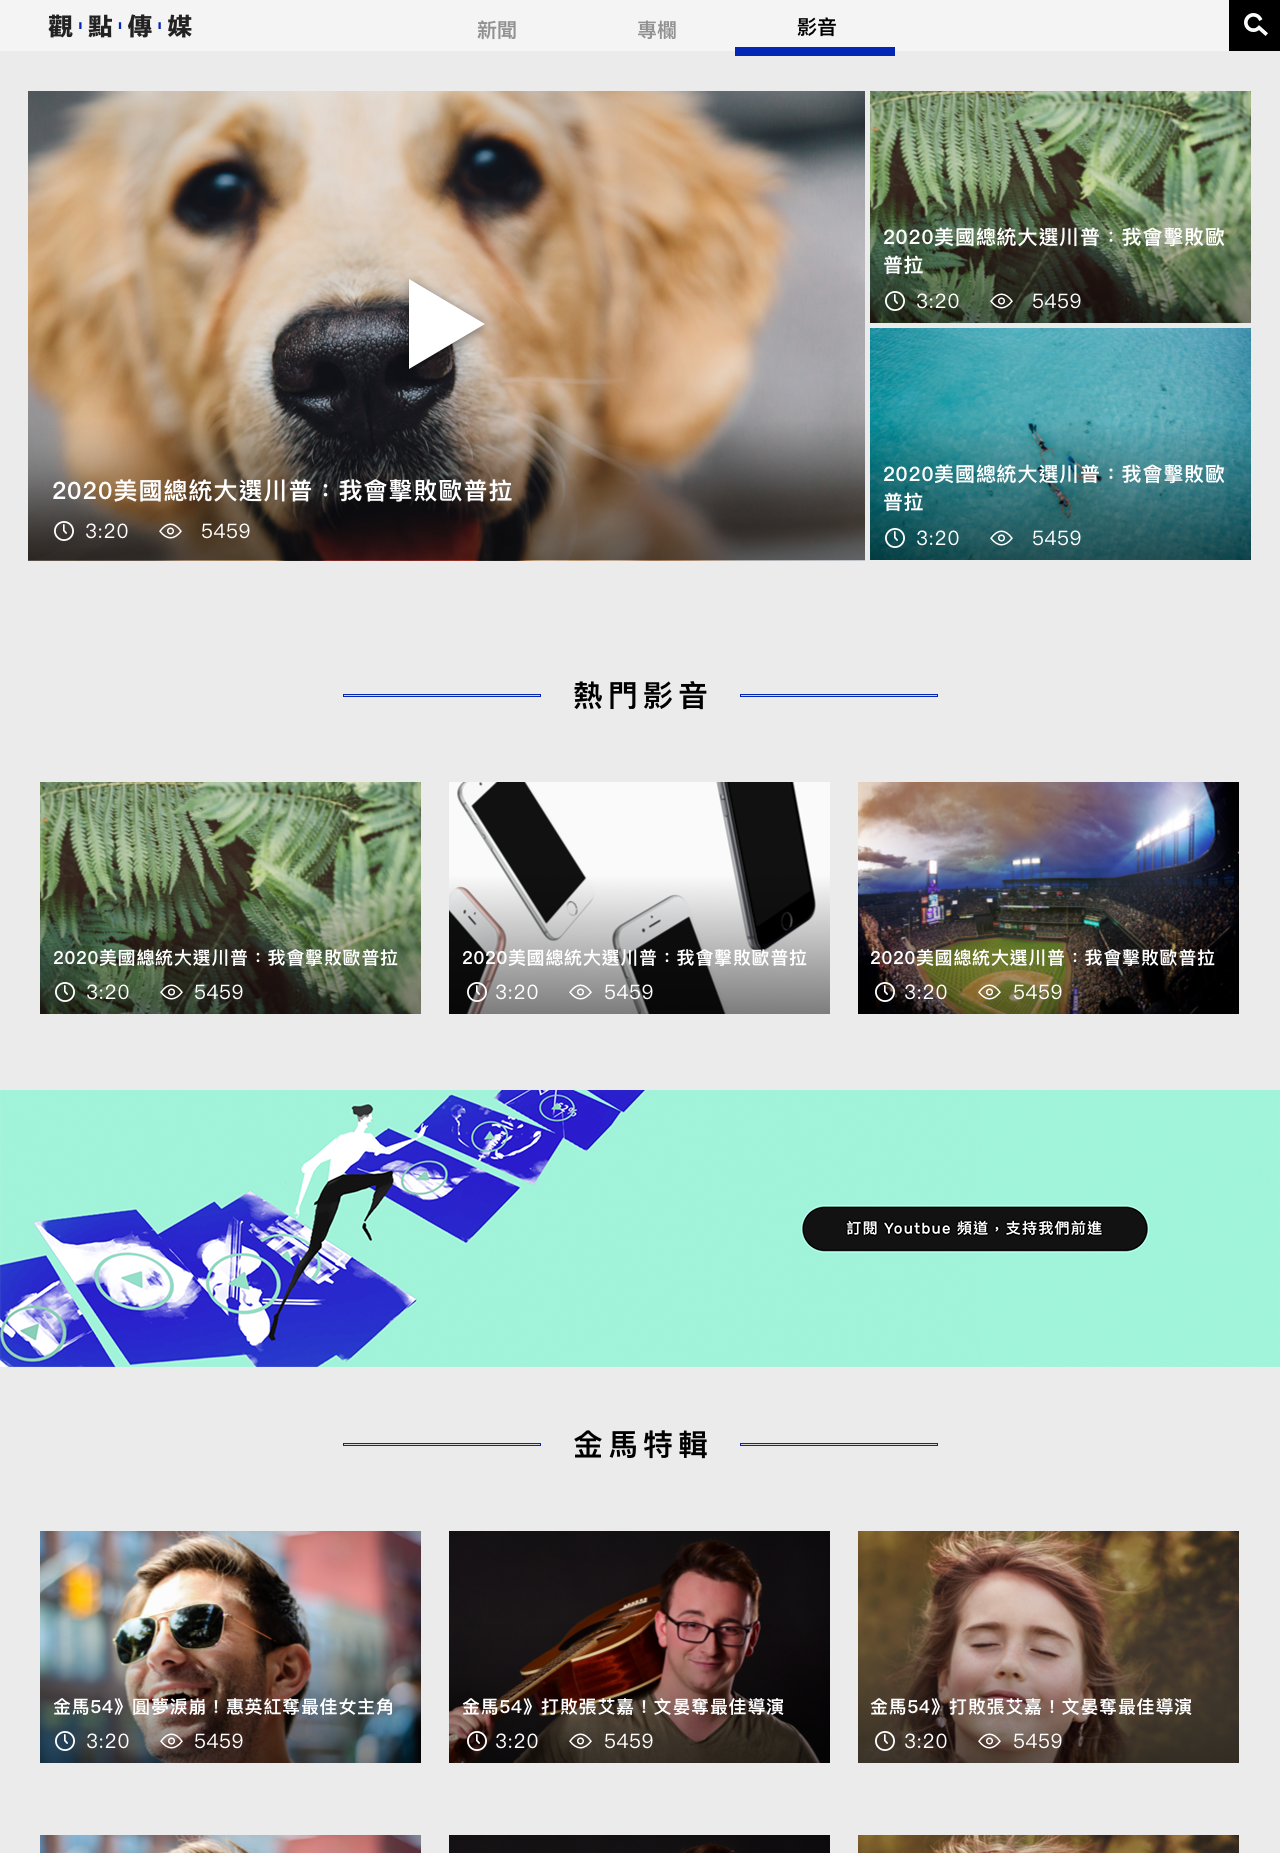 觀·點·傳·媒
新聞
專欄
影音
2020美國總統大選川普：我會擊敗歐普拉
3:20 5459
2020美國總統大選川普：我會擊敗歐
普拉
3:20 5459
2020美國總統大選川普：我會擊敗歐
普拉
3:20 5459
熱門影音
2020美國總統大選川普：我會擊敗歐普拉
3:20 5459
2020美國總統大選川普：我會擊敗歐普拉
3:20 5459
2020美國總統大選川普：我會擊敗歐普拉
3:20 5459
訂閱 Youtbue 頻道，支持我們前進
金馬特輯
金馬54》圓夢淚崩！惠英紅奪最佳女主角
3:20 5459
金馬54》打敗張艾嘉！文晏奪最佳導演
3:20 5459
金馬54》打敗張艾嘉！文晏奪最佳導演
3:20 5459